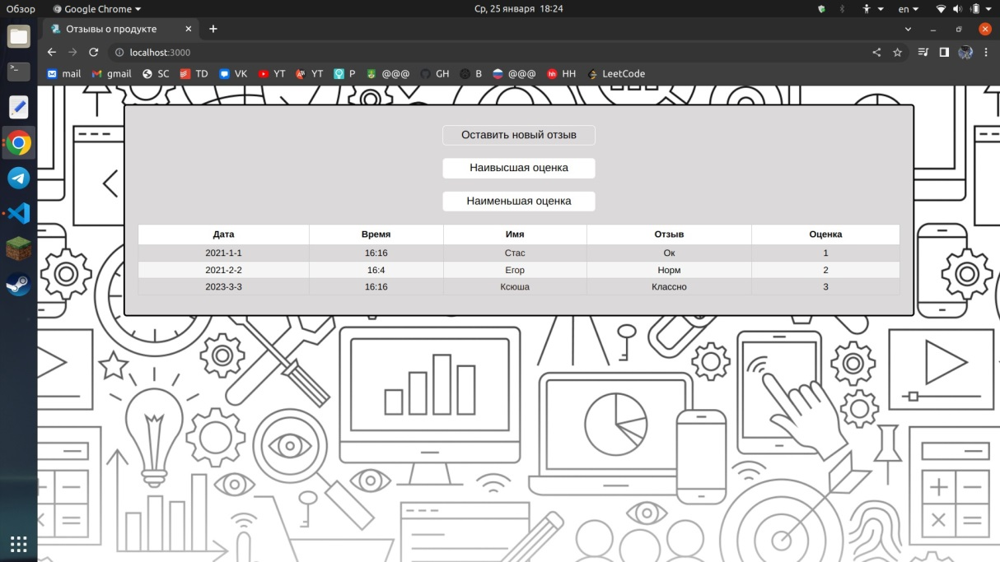 Обзор Google Chrome Ср, 25 января 18:24 en
Отзывы о продукте
localhost:3000
mail gmail SC TD VK YT YT P @@@ GH B @@@ HH LeetCode
Оставить новый отзыв
Наивысшая оценка
Наименьшая оценка
Дата Время Имя Отзыв Оценка
2021-1-1 16:16 Стас Ок 1
2021-2-2 16:4 Егор Норм 2
2023-3-3 16:16 Ксюша Классно 3